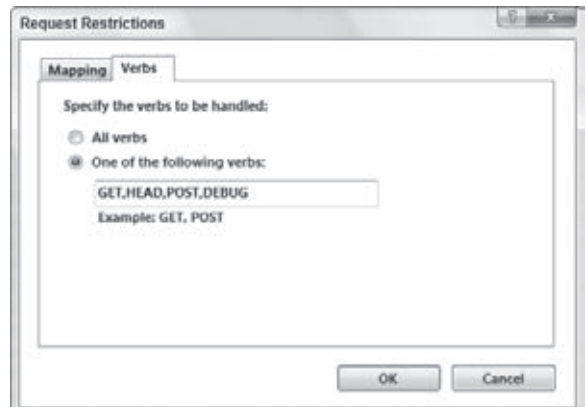 Request Restrictions
Mapping Verbs
Specify the verbs to be handled:
All verbs
One of the following verbs:
GET,HEAD,POST,DEBUG
Example: GET, POST
OK Cancel